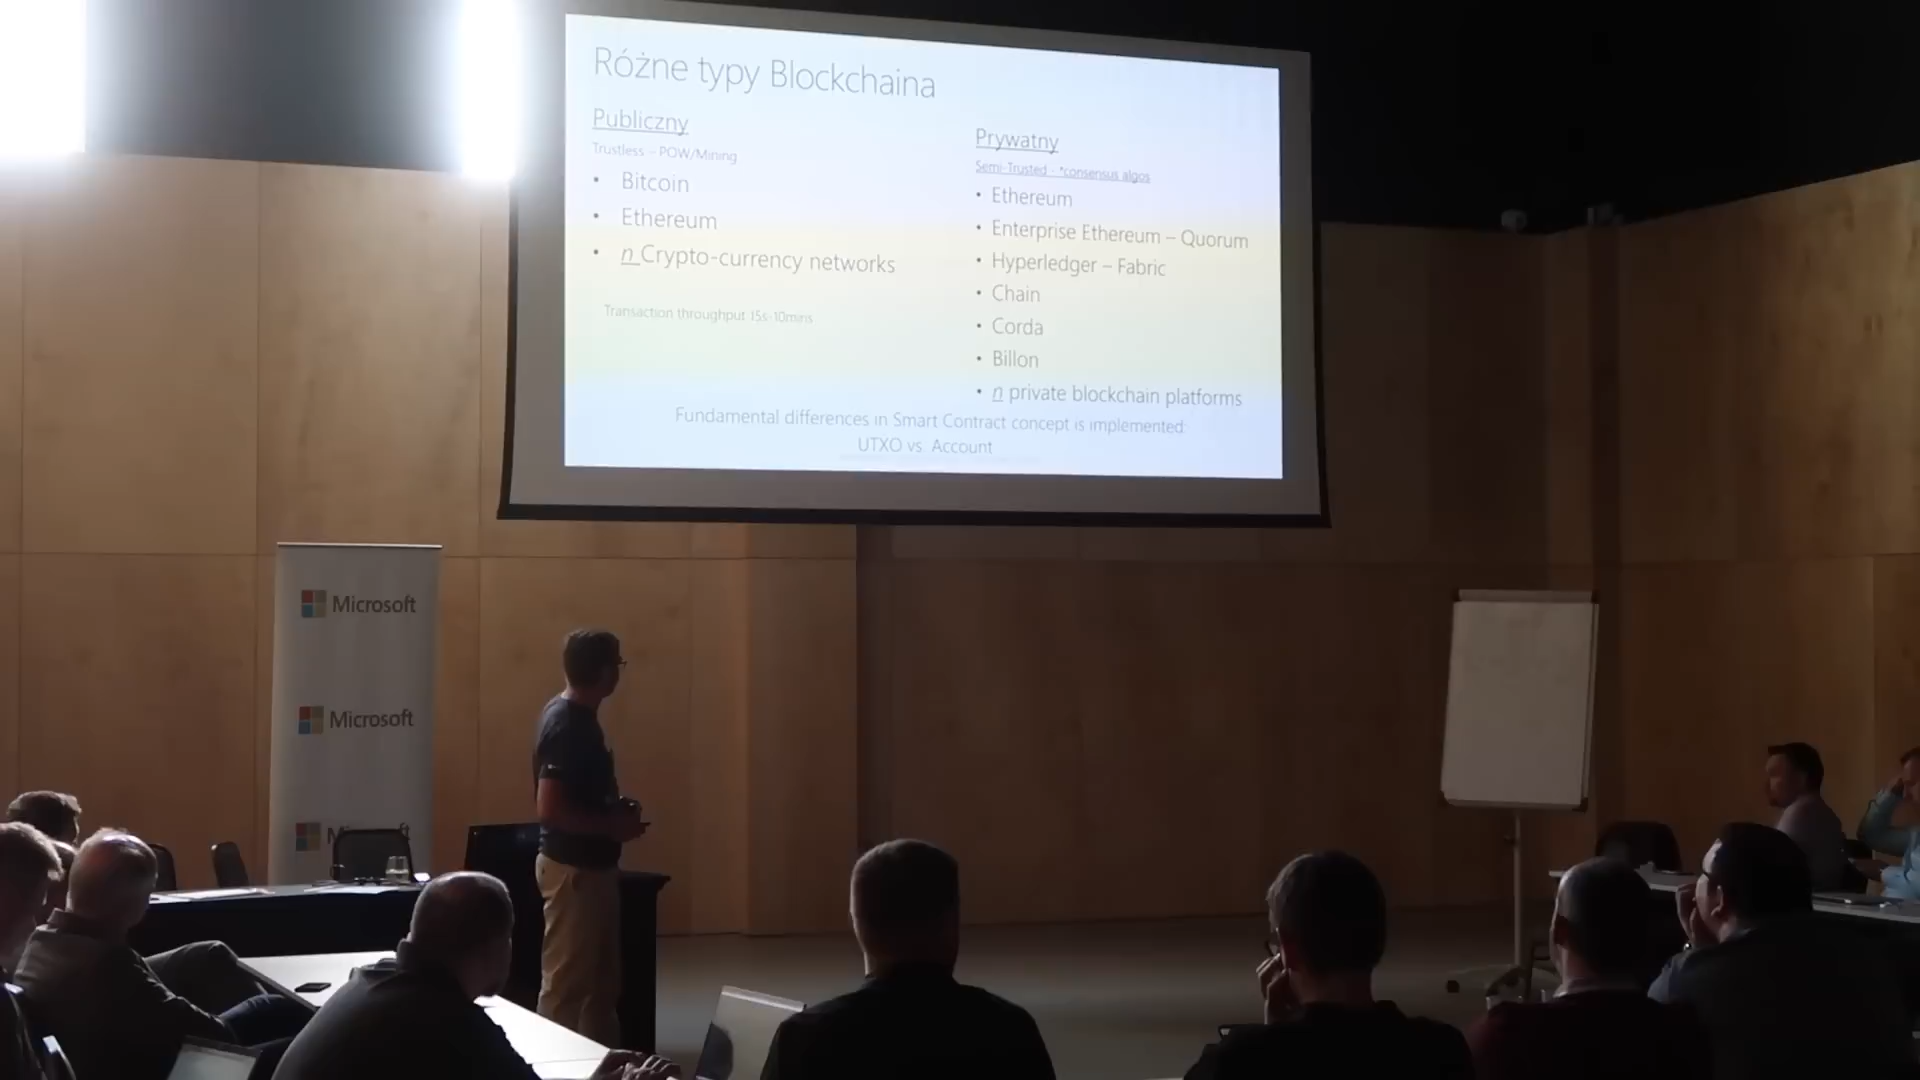 Różne typy Blockchaina
Publiczny
Trustless – POW/Mining
• Bitcoin
• Ethereum
• n Crypto-currency networks
Transaction throughput 15s-10mins
Prywatny
Semi-Trusted - *consensus algos
• Ethereum
• Enterprise Ethereum – Quorum
• Hyperledger – Fabric
• Chain
• Corda
• Billon
• n private blockchain platforms
Fundamental differences in Smart Contract concept is implemented:
UTXO vs. Account
Microsoft
Microsoft